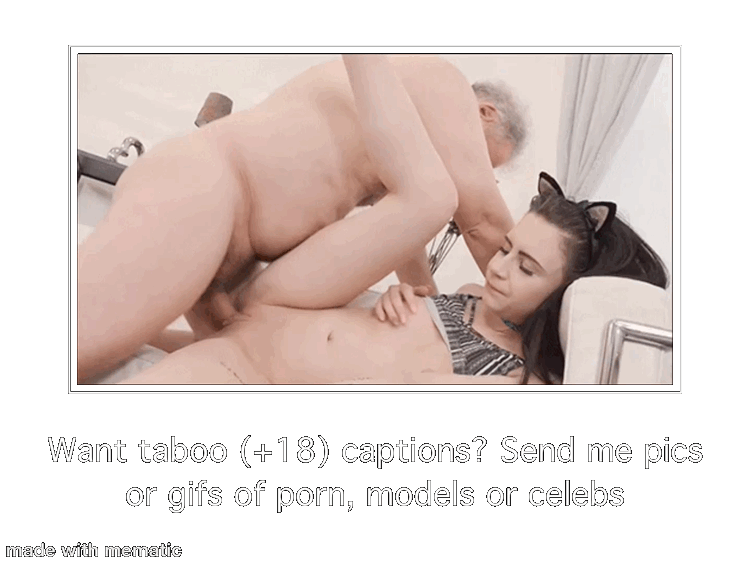 Want taboo (+18) captions? Send me pics
or gifs of porn, models or celebs
made with mematic